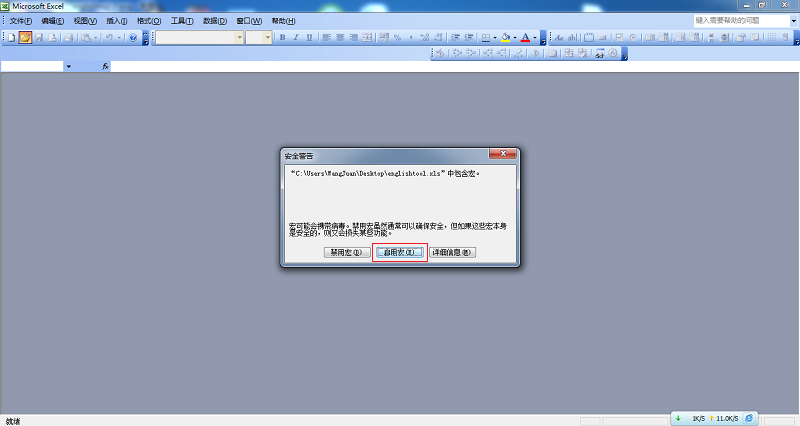 Microsoft Excel
文件(F) 编辑(E) 视图(V) 插入(I) 格式(O) 工具(T) 数据(D) 窗口(W) 帮助(H)
键入需要帮助的问题
B I U
fx
安全警告
“C:\Users\WangJuan\Desktop\englishtool.xls”中包含宏。
宏可能会携带病毒。禁用宏虽然通常可以确保安全，但如果这些宏本身
是安全的，则又会损失某些功能。
禁用宏(D) 启用宏(E) 详细信息(M)
就绪
1K/S 11.0K/S